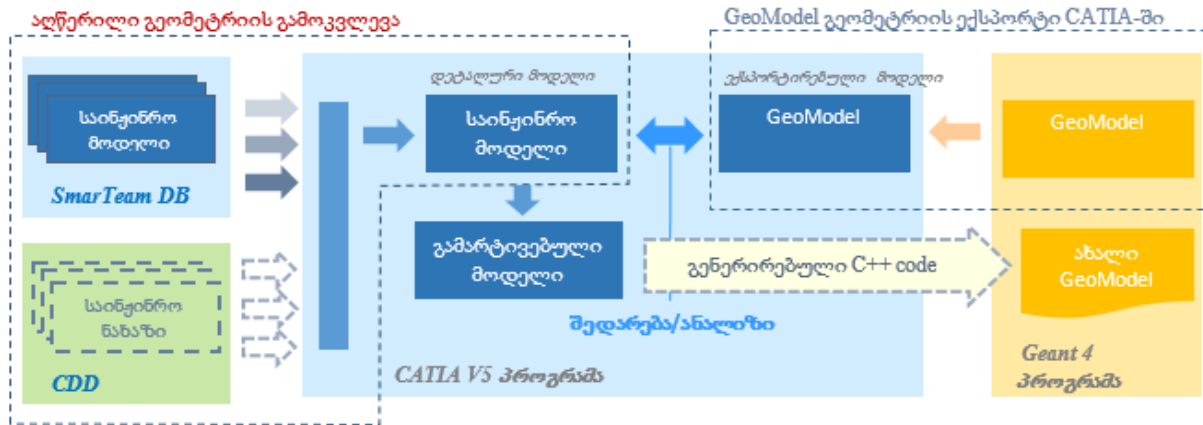 აღწერილი გეომეტრიის გამოკვლევა
GeoModel გეომეტრიის ექსპორტი CATIA-ში
საინჟინრო
მოდელი
SmarTeam DB
დეტალური მოდელი
საინჟინრო
მოდელი
ექსპორტირებული მოდელი
GeoModel
GeoModel
გამარტივებული
მოდელი
გენერირებული C++ code
ახალი
GeoModel
საინჟინრო
ნახაზი
CDD
შედარება/ანალიზი
CATIA V5 პროგრამა
Geant 4
პროგრამა